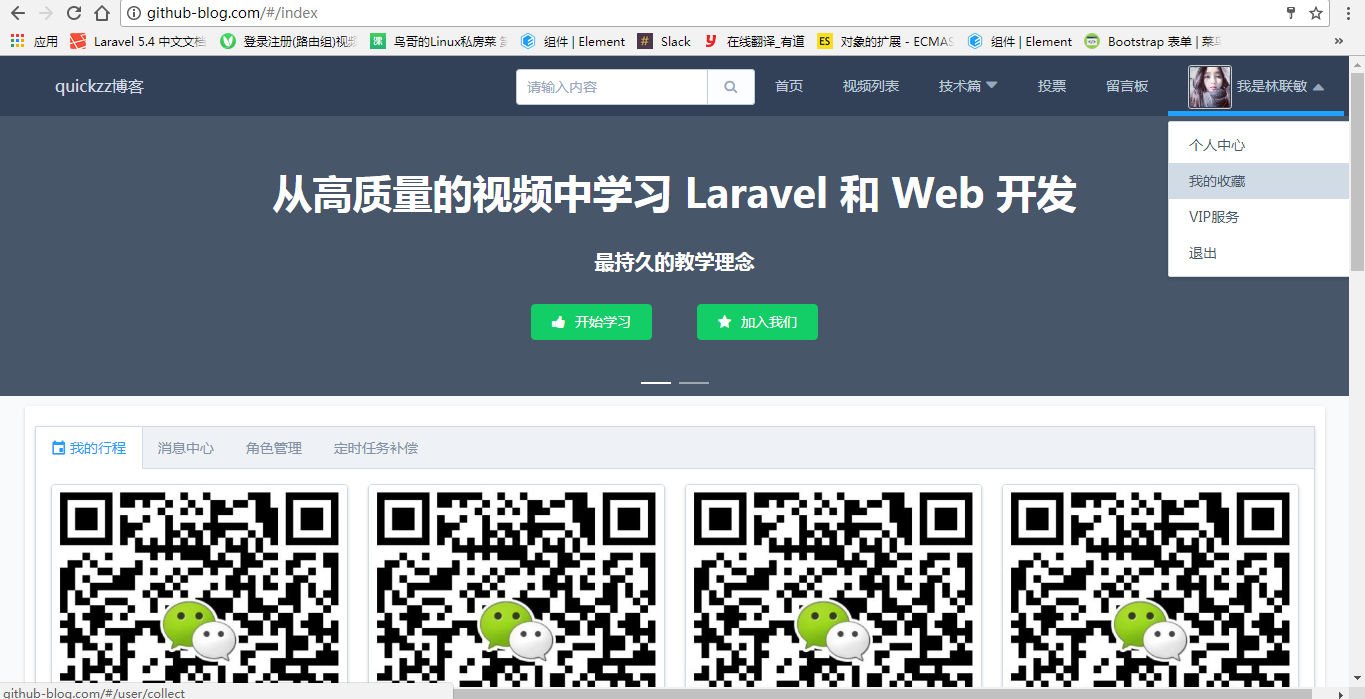 github-blog.com/#/index
应用 Laravel 5.4 中文文档 登录注册(路由组)视频 鸟哥的Linux私房菜 组件 | Element # Slack 在线翻译_有道 ES 对象的扩展 - ECMAS 组件 | Element Bootstrap 表单 | 菜鸟 »
quickzz博客 请输入内容 首页 视频列表 技术篇 投票 留言板 我是林联敏
个人中心
我的收藏
VIP服务
退出
从高质量的视频中学习 Laravel 和 Web 开发
最持久的教学理念
开始学习 加入我们
我的行程 消息中心 角色管理 定时任务补偿
github-blog.com/#/user/collect